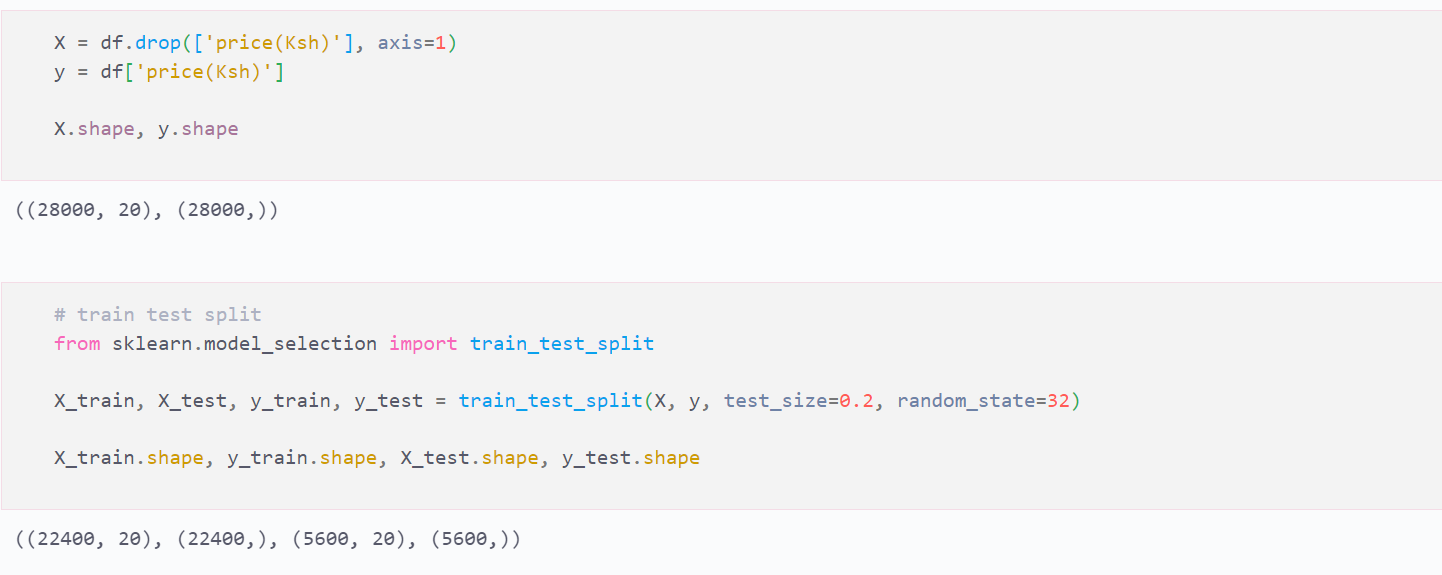 X = df.drop(['price(Ksh)'], axis=1)
y = df['price(Ksh)']
X.shape, y.shape
((28000, 20), (28000,))
# train test split
from sklearn.model_selection import train_test_split
X_train, X_test, y_train, y_test = train_test_split(X, y, test_size=0.2, random_state=32)
X_train.shape, y_train.shape, X_test.shape, y_test.shape
((22400, 20), (22400,), (5600, 20), (5600,))